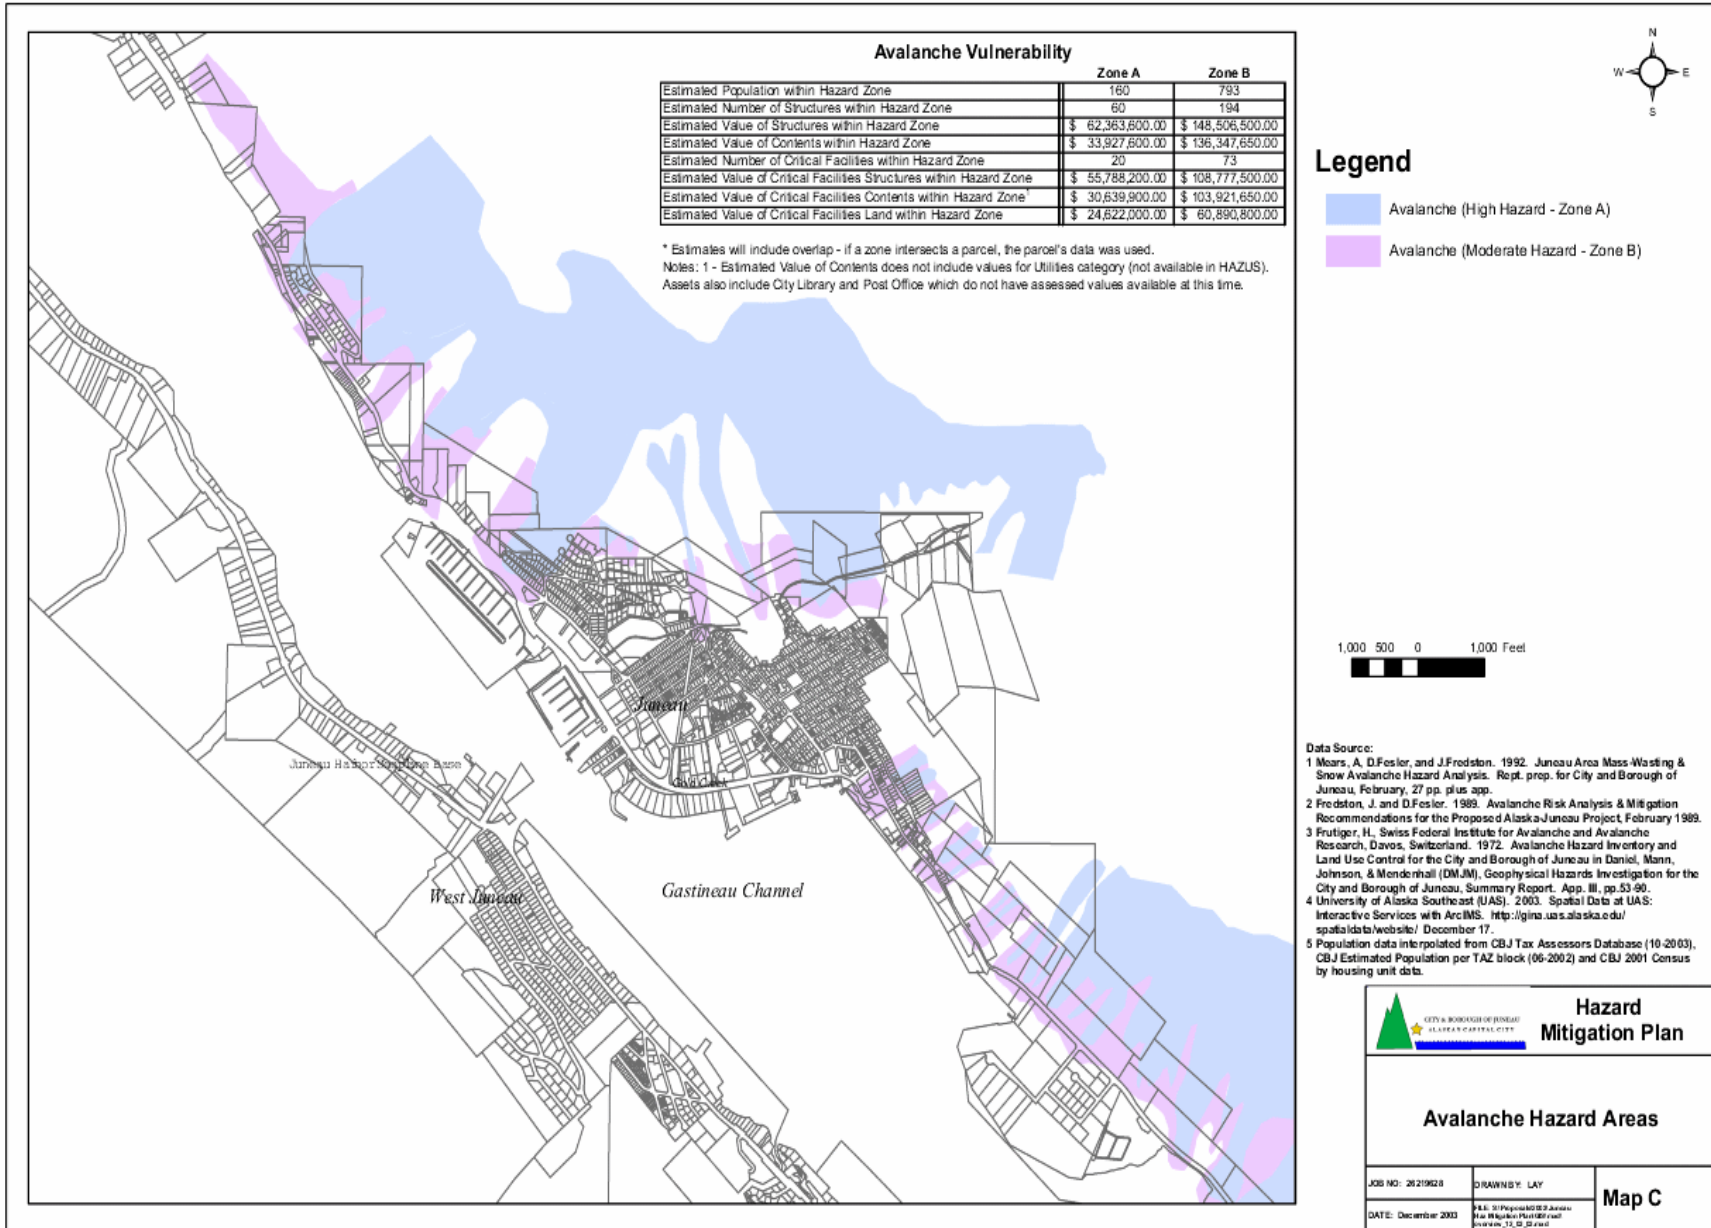 Avalanche Vulnerability
Zone A Zone B
Estimated Population within Hazard Zone 160 793
Estimated Number of Structures within Hazard Zone 60 194
Estimated Value of Structures within Hazard Zone $ 62,363,600.00 $ 148,506,500.00
Estimated Value of Contents within Hazard Zone $ 33,927,600.00 $ 136,347,650.00
Estimated Number of Critical Facilities within Hazard Zone 20 73
Estimated Value of Critical Facilities Structures within Hazard Zone $ 55,788,200.00 $ 108,777,500.00
Estimated Value of Critical Facilities Contents within Hazard Zone¹ $ 30,639,900.00 $ 103,921,650.00
Estimated Value of Critical Facilities Land within Hazard Zone $ 24,622,000.00 $ 60,890,800.00
* Estimates will include overlap - if a zone intersects a parcel, the parcel's data was used.
Notes: 1 - Estimated Value of Contents does not include values for Utilities category (not available in HAZUS).
Assets also include City Library and Post Office which do not have assessed values available at this time.
N
W E
S
Legend
Avalanche (High Hazard - Zone A)
Avalanche (Moderate Hazard - Zone B)
1,000 500 0 1,000 Feet
Juneau
Juneau Harbor Seaplane Base
Gold Creek
West Juneau
Gastineau Channel
Data Source:
1 Mears, A, D.Fesler, and J.Fredston. 1992. Juneau Area Mass-Wasting &
Snow Avalanche Hazard Analysis. Rept. prep. for City and Borough of
Juneau, February, 27 pp. plus app.
2 Fredston, J. and D.Fesler. 1989. Avalanche Risk Analysis & Mitigation
Recommendations for the Proposed Alaska-Juneau Project, February 1989.
3 Frutiger, H., Swiss Federal Institute for Avalanche and Avalanche
Research, Davos, Switzerland. 1972. Avalanche Hazard Inventory and
Land Use Control for the City and Borough of Juneau in Daniel, Mann,
Johnson, & Mendenhall (DMJM), Geophysical Hazards Investigation for the
City and Borough of Juneau, Summary Report. App. III, pp.53-90.
4 University of Alaska Southeast (UAS). 2003. Spatial Data at UAS:
Interactive Services with ArcIMS. http://gina.uas.alaska.edu/
spatialdata/website/ December 17.
5 Population data interpolated from CBJ Tax Assessors Database (10-2003),
CBJ Estimated Population per TAZ block (06-2002) and CBJ 2001 Census
by housing unit data.
CITY & BOROUGH OF JUNEAU
ALASKA'S CAPITAL CITY
Hazard
Mitigation Plan
Avalanche Hazard Areas
JOB NO: 26219628
DRAWN BY: LAY
DATE: December 2003
Map C